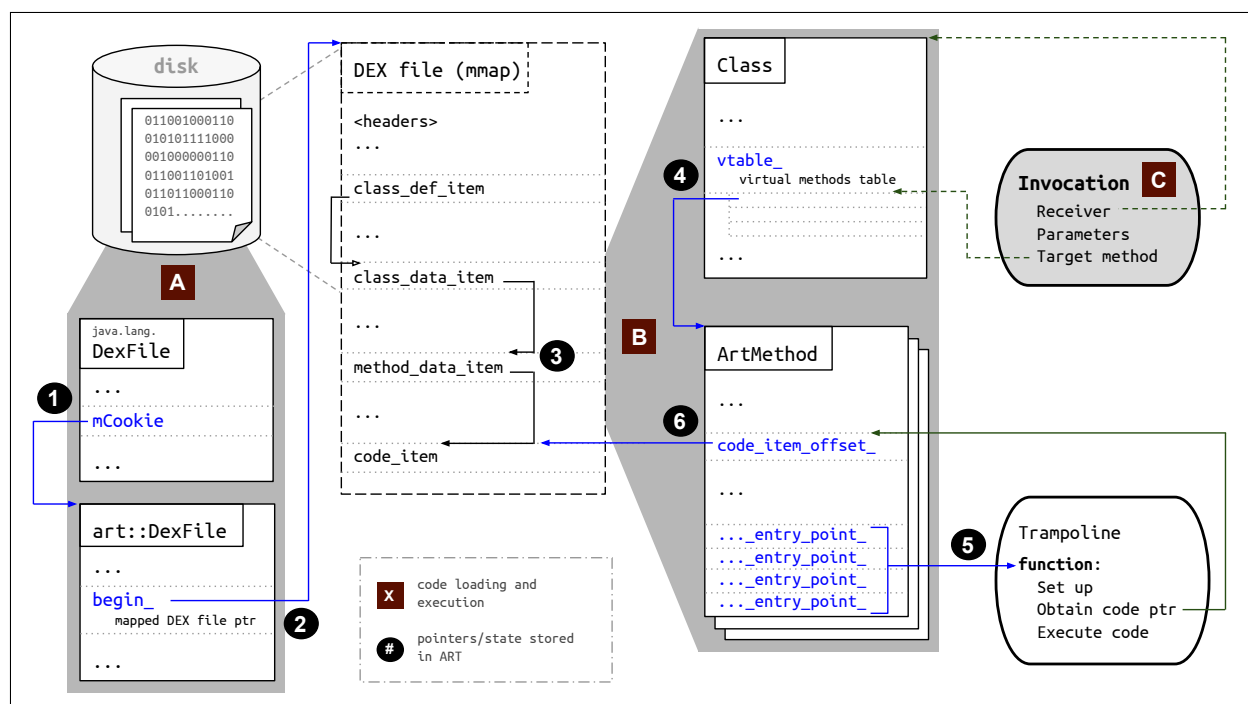 disk
011001000110
010101111000
001000000110
011001101001
011011000110
0101........
A
java.lang.
DexFile
...
1
mCookie
...
art::DexFile
...
begin_
mapped DEX file ptr
2
...
DEX file (mmap)
<headers>
...
class_def_item
...
class_data_item
...
3
method_data_item
...
code_item
X
code loading and
execution
#
pointers/state stored
in ART
B
Class
...
4
vtable_
virtual methods table
...
ArtMethod
...
6
code_item_offset_
...
..._entry_point_
..._entry_point_
..._entry_point_
..._entry_point_
5
Invocation
C
Receiver
Parameters
Target method
Trampoline
function:
Set up
Obtain code ptr
Execute code